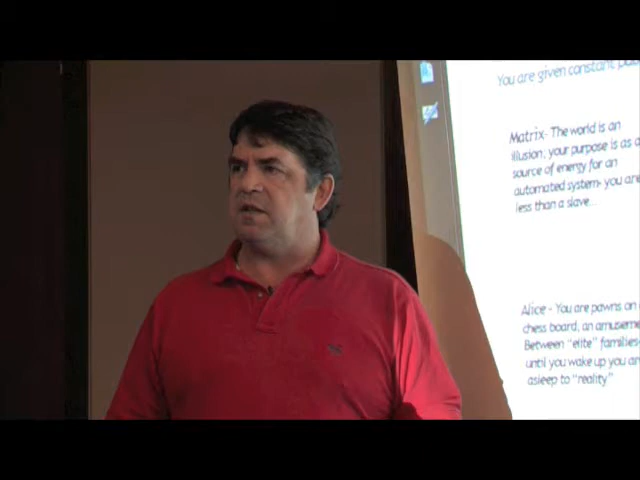 You are given constant
Matrix- The world is an
illusion; your purpose is as a
source of energy for an
automated system- you are
less than a slave...
Alice - You are pawns on
chess board, an
Between "elite" families-
until you wake up you
asleep to "reality"